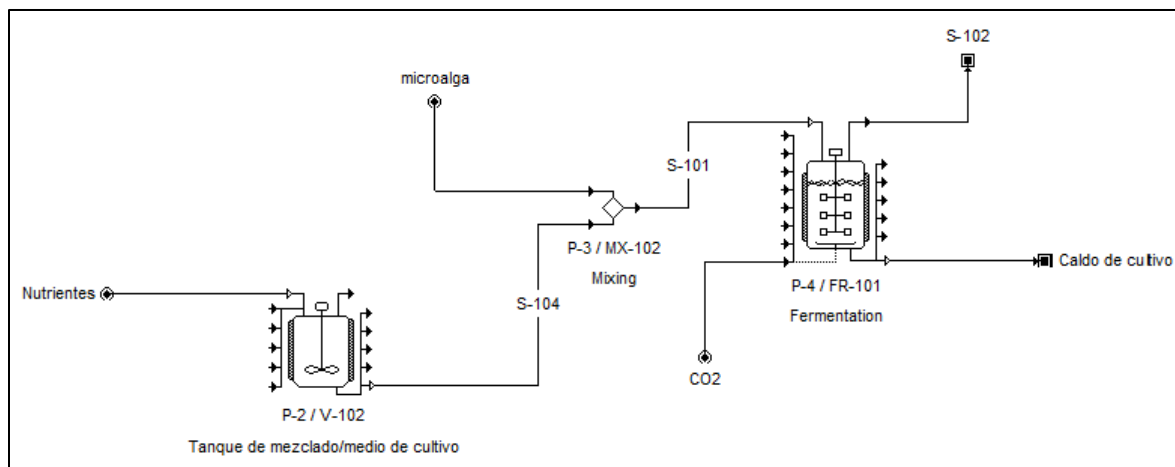 S-102
microalga
S-101
P-3 / MX-102
Mixing
Caldo de cultivo
P-4 / FR-101
Fermentation
Nutrientes
S-104
CO2
P-2 / V-102
Tanque de mezclado/medio de cultivo